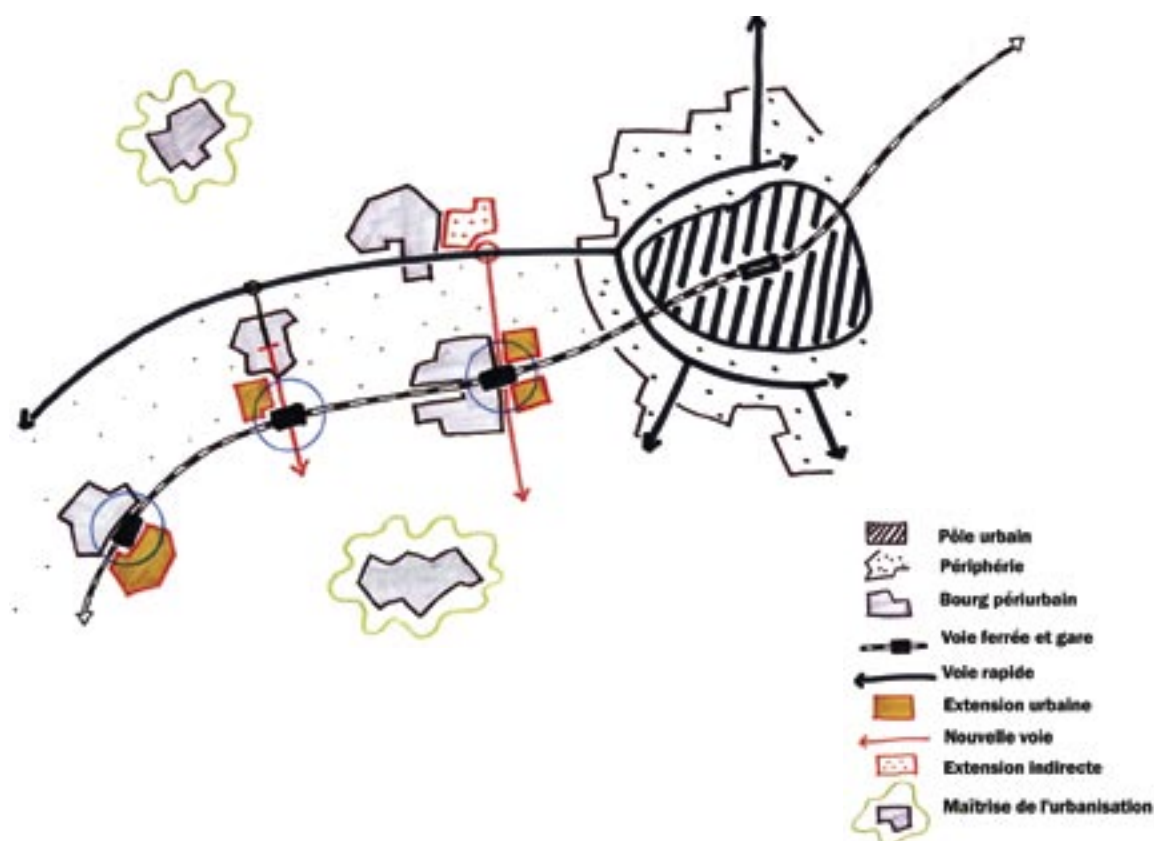 Pôle urbain
Périphérie
Bourg périurbain
Voie ferrée et gare
Voie rapide
Extension urbaine
Nouvelle voie
Extension indirecte
Maîtrise de l'urbanisation